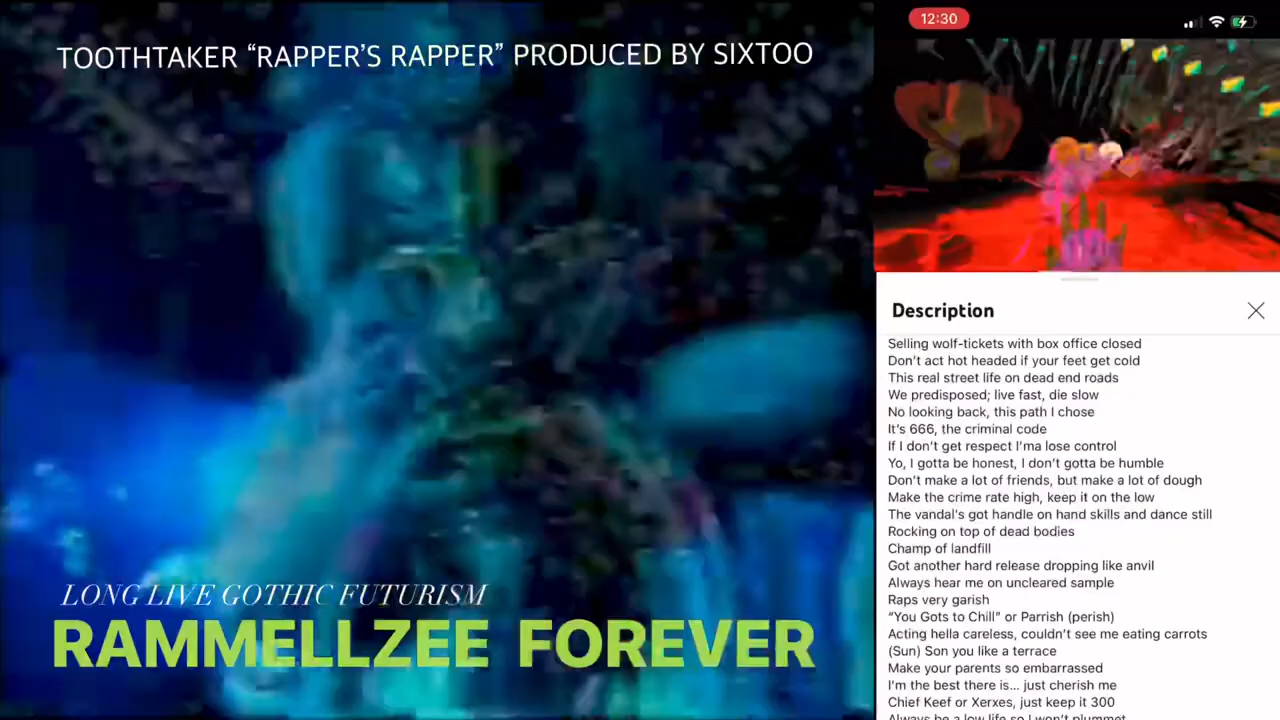 TOOTHTAKER “RAPPER’S RAPPER” PRODUCED BY SIXTOO
LONG LIVE GOTHIC FUTURISM
RAMMELLZEE FOREVER
12:30
Description
Selling wolf-tickets with box office closed
Don’t act hot headed if your feet get cold
This real street life on dead end roads
We predisposed; live fast, die slow
No looking back, this path I chose
It’s 666, the criminal code
If I don’t get respect I’ma lose control
Yo, I gotta be honest, I don’t gotta be humble
Don’t make a lot of friends, but make a lot of dough
Make the crime rate high, keep it on the low
The vandal’s got handle on hand skills and dance still
Rocking on top of dead bodies
Champ of landfill
Got another hard release dropping like anvil
Always hear me on uncleared sample
Raps very garish
“You Gots to Chill” or Parrish (perish)
Acting hella careless, couldn’t see me eating carrots
(Sun) Son you like a terrace
Make your parents so embarrassed
I’m the best there is... just cherish me
Chief Keef or Xerxes, just keep it 300
Always be a low life so I won’t plummet